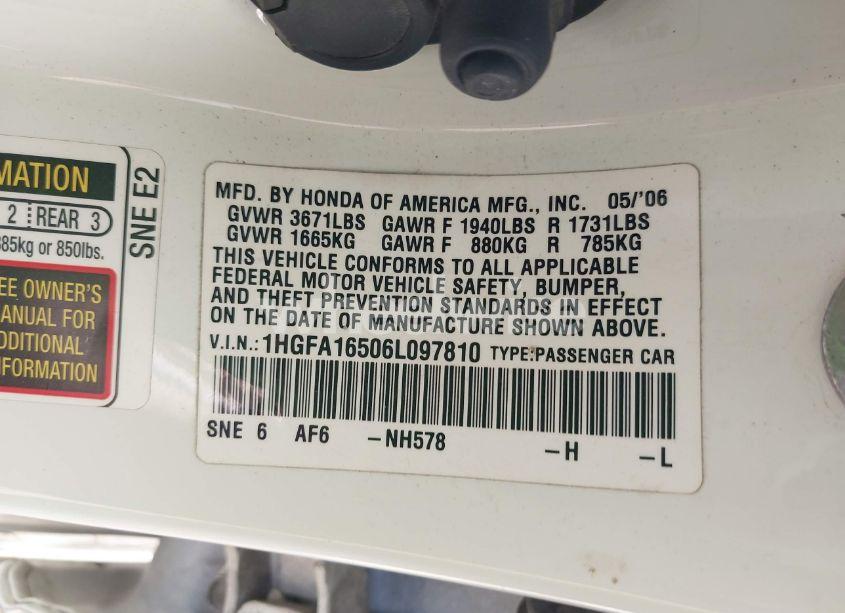 MATION
2 REAR 3
385kg or 850lbs.
SNE E2
EE OWNER'S
MANUAL FOR
DDITIONAL
INFORMATION
MFD. BY HONDA OF AMERICA MFG., INC. 05/'06
GVWR 3671LBS GAWR F 1940LBS R 1731LBS
GVWR 1665KG GAWR F 880KG R 785KG
THIS VEHICLE CONFORMS TO ALL APPLICABLE
FEDERAL MOTOR VEHICLE SAFETY, BUMPER,
AND THEFT PREVENTION STANDARDS IN EFFECT
ON THE DATE OF MANUFACTURE SHOWN ABOVE.
V.I.N.:1HGFA16506L097810 TYPE:PASSENGER CAR
SNE 6 AF6 -NH578 -H -L